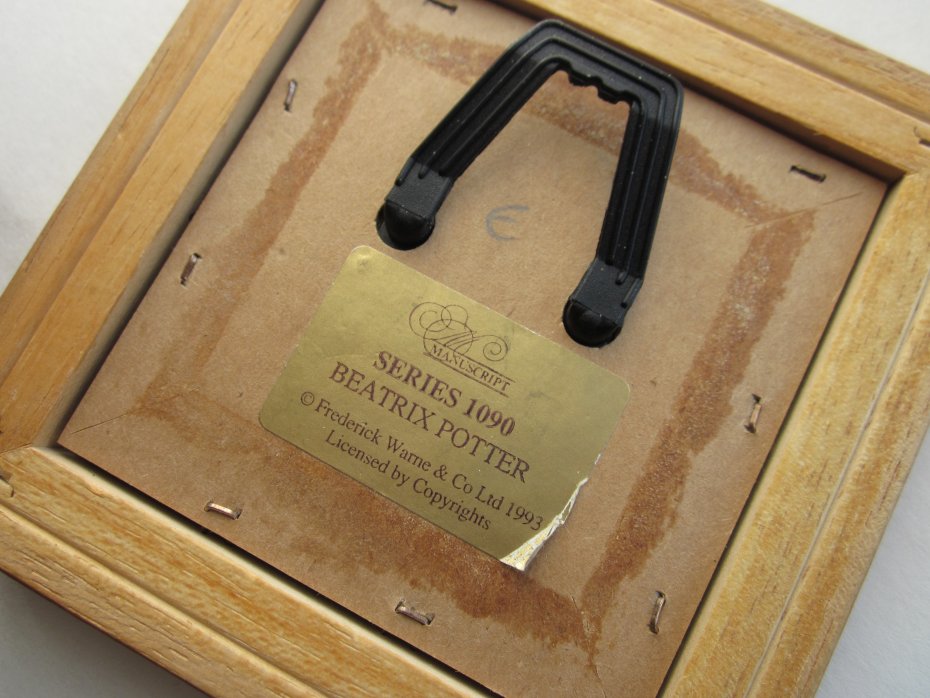 E
MANUSCRIPT
SERIES 1090
BEATRIX POTTER
© Frederick Warne & Co Ltd 1993
Licensed by Copyrights